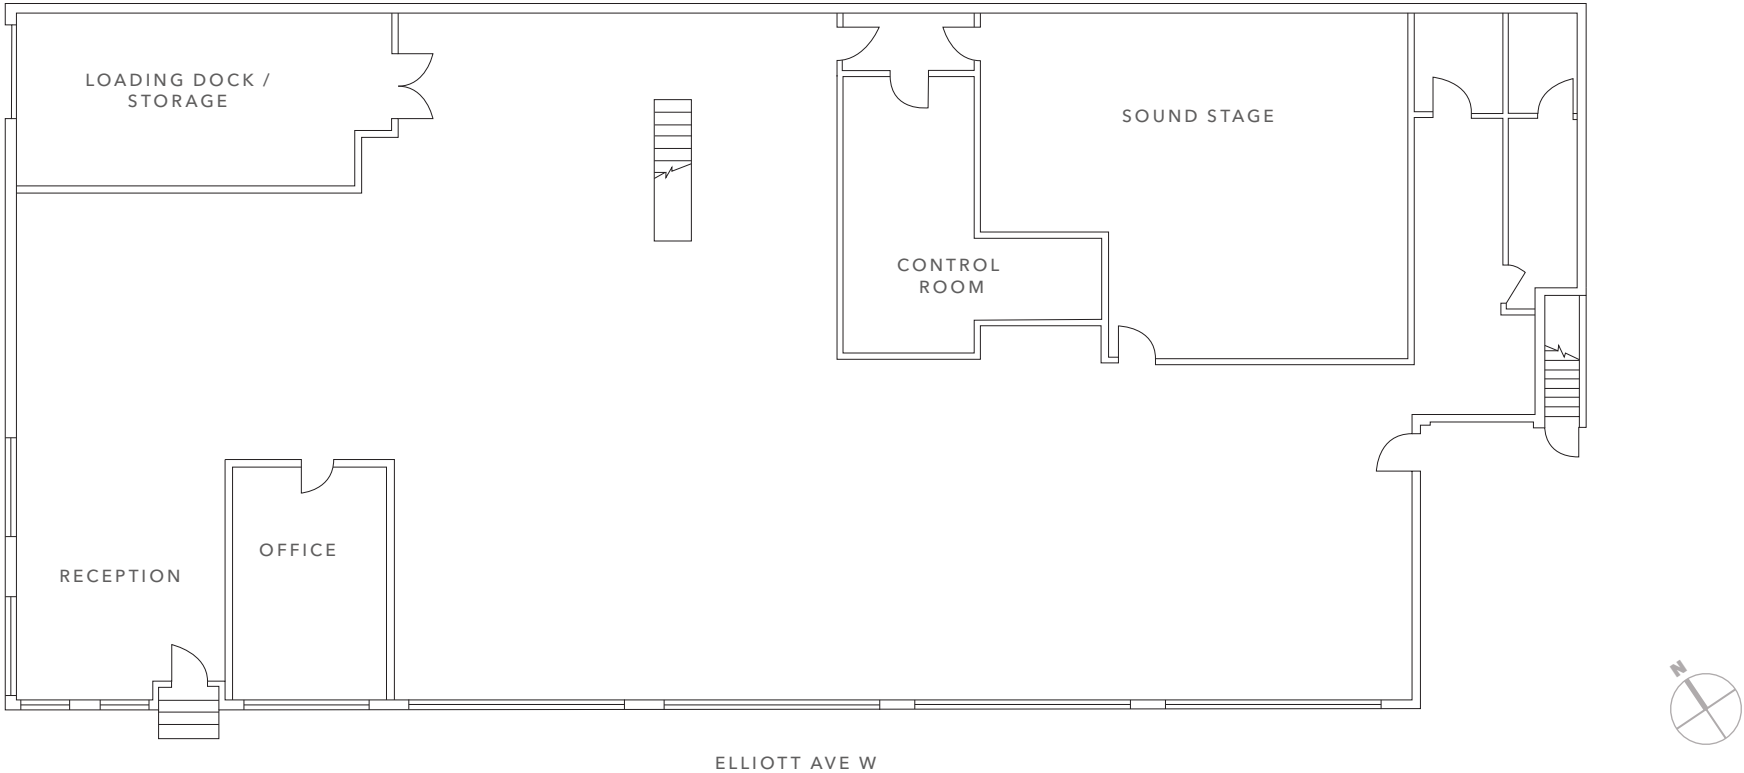 LOADING DOCK /
STORAGE
SOUND STAGE
CONTROL
ROOM
OFFICE
RECEPTION
N
ELLIOTT AVE W